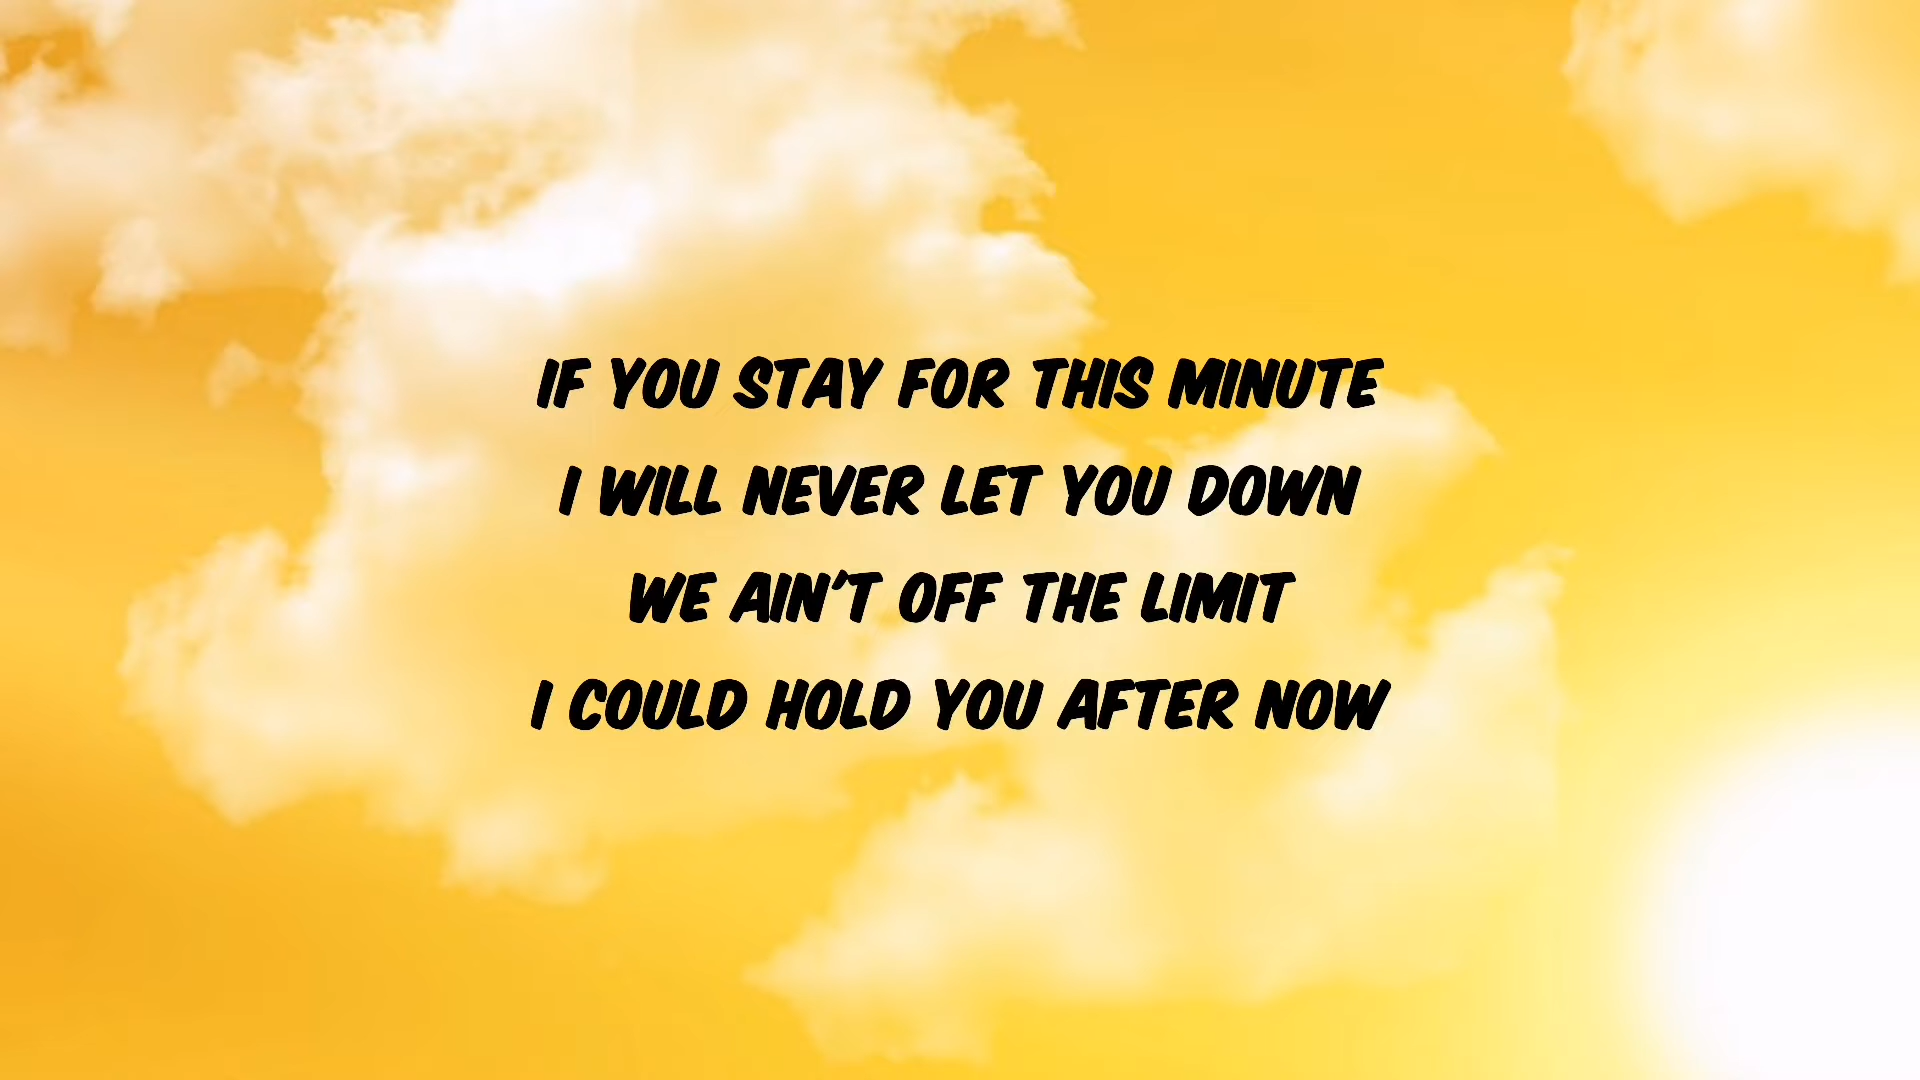 IF YOU STAY FOR THIS MINUTE
I WILL NEVER LET YOU DOWN
WE AIN'T OFF THE LIMIT
I COULD HOLD YOU AFTER NOW